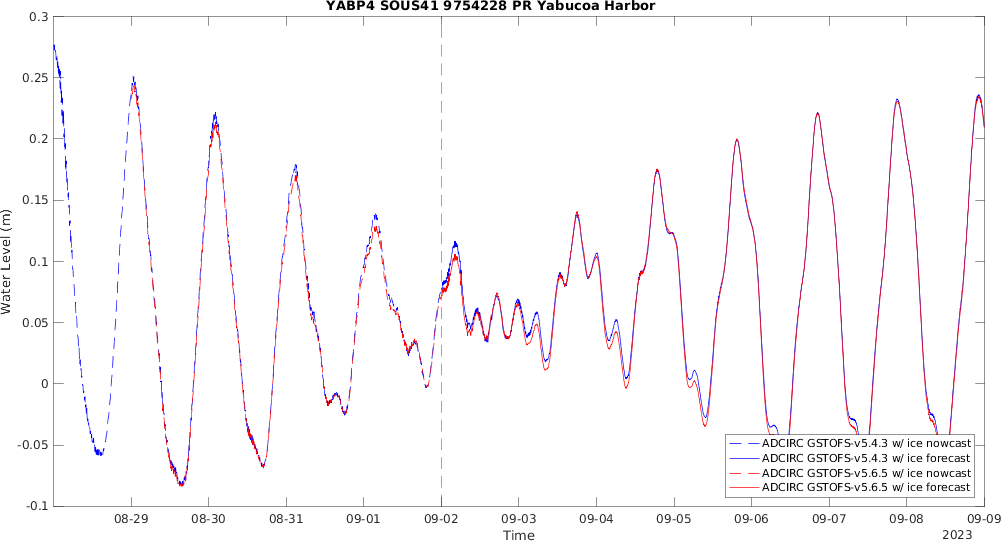 YABP4 SOUS41 9754228 PR Yabucoa Harbor
0.3
0.25
0.2
0.15
0.1
0.05
0
-0.05
-0.1
Water Level (m)
08-29 08-30 08-31 09-01 09-02 09-03 09-04 09-05 09-06 09-07 09-08 09-09
Time
2023
ADCIRC GSTOFS-v5.4.3 w/ ice nowcast
ADCIRC GSTOFS-v5.4.3 w/ ice forecast
ADCIRC GSTOFS-v5.6.5 w/ ice nowcast
ADCIRC GSTOFS-v5.6.5 w/ ice forecast